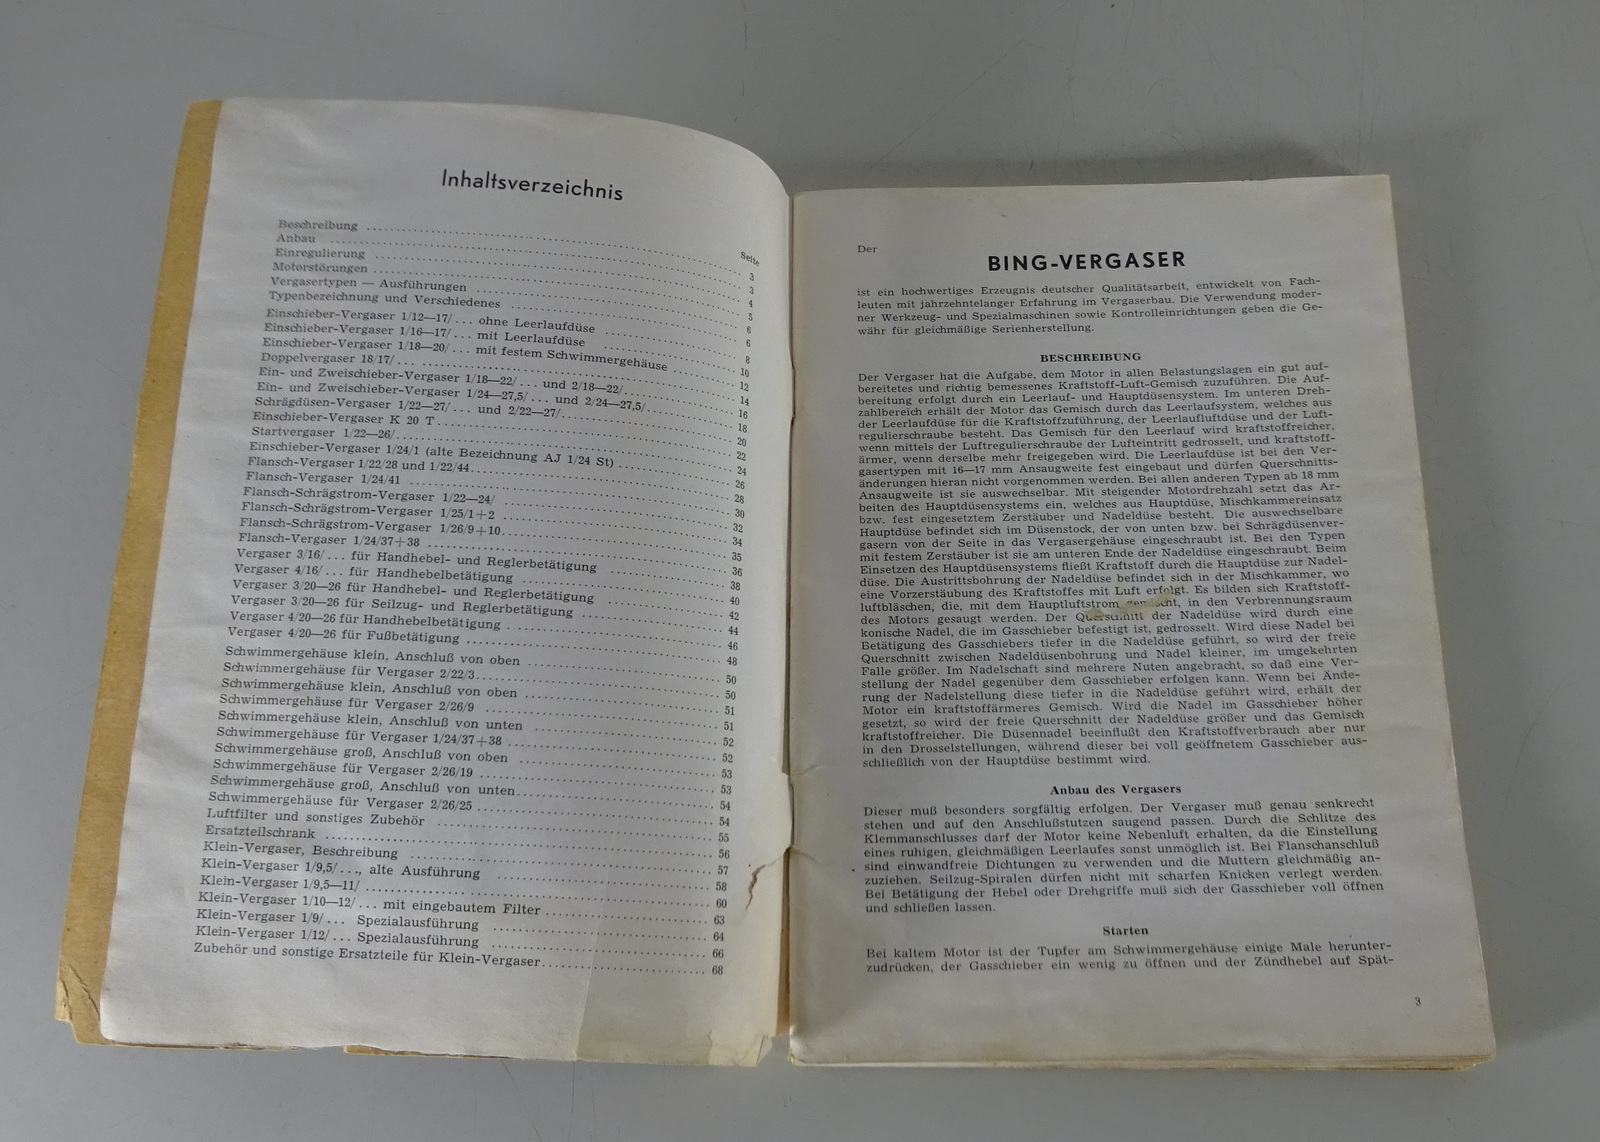 Inhaltsverzeichnis
Seite
Beschreibung 3
Anbau 3
Einregulierung 4
Motorstörungen 5
Vergasertypen — Ausführungen 6
Typenbezeichnung und Verschiedenes 6
Einschieber-Vergaser 1/12—17/... ohne Leerlaufdüse 8
Einschieber-Vergaser 1/16—17/... mit Leerlaufdüse 10
Einschieber-Vergaser 1/18—20/... mit festem Schwimmergehäuse 12
Doppelvergaser 18/17/... 14
Ein- und Zweischieber-Vergaser 1/18—22/... und 2/18—22/ 16
Ein- und Zweischieber-Vergaser 1/24—27,5/... und 2/24—27,5/ 18
Schrägdüsen-Vergaser 1/22—27/... und 2/22—27/ 20
Einschieber-Vergaser K 20 T 22
Startvergaser 1/22—26/ 24
Einschieber-Vergaser 1/24/1 (alte Bezeichnung AJ 1/24 St) 26
Flansch-Vergaser 1/22/28 und 1/22/44 28
Flansch-Vergaser 1/24/41 30
Flansch-Schrägstrom-Vergaser 1/22—24/ 32
Flansch-Schrägstrom-Vergaser 1/25/1+2 34
Flansch-Schrägstrom-Vergaser 1/26/9+10 35
Flansch-Vergaser 1/24/37+38 36
Vergaser 3/16/... für Handhebel- und Reglerbetätigung 38
Vergaser 4/16/... für Handhebelbetätigung 40
Vergaser 3/20—26 für Handhebel- und Reglerbetätigung 42
Vergaser 3/20—26 für Seilzug- und Reglerbetätigung 44
Vergaser 4/20—26 für Handhebelbetätigung 46
Vergaser 4/20—26 für Fußbetätigung 48
Schwimmergehäuse klein, Anschluß von oben 50
Schwimmergehäuse für Vergaser 2/22/3 50
Schwimmergehäuse klein, Anschluß von oben 51
Schwimmergehäuse für Vergaser 2/26/9 51
Schwimmergehäuse klein, Anschluß von unten 52
Schwimmergehäuse für Vergaser 1/24/37+38 52
Schwimmergehäuse groß, Anschluß von oben 53
Schwimmergehäuse für Vergaser 2/26/19 53
Schwimmergehäuse groß, Anschluß von unten 54
Schwimmergehäuse für Vergaser 2/26/25 54
Luftfilter und sonstiges Zubehör 55
Ersatzteilschrank 56
Klein-Vergaser, Beschreibung 57
Klein-Vergaser 1/9,5/..., alte Ausführung 58
Klein-Vergaser 1/9,5—11/ 60
Klein-Vergaser 1/10—12/... mit eingebautem Filter 63
Klein-Vergaser 1/9/... Spezialausführung 64
Klein-Vergaser 1/12/... Spezialausführung 66
Zubehör und sonstige Ersatzteile für Klein-Vergaser 68
Der
BING-VERGASER
ist ein hochwertiges Erzeugnis deutscher Qualitätsarbeit, entwickelt von Fach-
leuten mit jahrzehntelanger Erfahrung im Vergaserbau. Die Verwendung moder-
ner Werkzeug- und Spezialmaschinen sowie Kontrolleinrichtungen geben die Ge-
währ für gleichmäßige Serienherstellung.
BESCHREIBUNG
Der Vergaser hat die Aufgabe, dem Motor in allen Belastungslagen ein gut auf-
bereitetes und richtig bemessenes Kraftstoff-Luft-Gemisch zuzuführen. Die Auf-
bereitung erfolgt durch ein Leerlauf- und Hauptdüsensystem. Im unteren Dreh-
zahlbereich erhält der Motor das Gemisch durch das Leerlaufsystem, welches aus
der Leerlaufdüse für die Kraftstoffzuführung, der Leerlaufluftdüse und der Luft-
regulierschraube besteht. Das Gemisch für den Leerlauf wird kraftstoffreicher,
wenn mittels der Luftregulierschraube der Lufteintritt gedrosselt, und kraftstoff-
ärmer, wenn derselbe mehr freigegeben wird. Die Leerlaufdüse ist bei den Ver-
gasertypen mit 16—17 mm Ansaugweite fest eingebaut und dürfen Querschnitts-
änderungen hieran nicht vorgenommen werden. Bei allen anderen Typen ab 18 mm
Ansaugweite ist sie auswechselbar. Mit steigender Motordrehzahl setzt das Ar-
beiten des Hauptdüsensystems ein, welches aus Hauptdüse, Mischkammereinsatz
bzw. fest eingesetztem Zerstäuber und Nadeldüse besteht. Die auswechselbare
Hauptdüse befindet sich im Düsenstock, der von unten bzw. bei Schrägdüsenver-
gasern von der Seite in das Vergasergehäuse eingeschraubt ist. Bei den Typen
mit festem Zerstäuber ist sie am unteren Ende der Nadeldüse eingeschraubt. Beim
Einsetzen des Hauptdüsensystems fließt Kraftstoff durch die Hauptdüse zur Nadel-
düse. Die Austrittsbohrung der Nadeldüse befindet sich in der Mischkammer, wo
eine Vorzerstäubung des Kraftstoffes mit Luft erfolgt. Es bilden sich Kraftstoff-
luftbläschen, die, mit dem Hauptluftstrom gemischt, in den Verbrennungsraum
des Motors gesaugt werden. Der Querschnitt der Nadeldüse wird durch eine
konische Nadel, die im Gasschieber befestigt ist, gedrosselt. Wird diese Nadel bei
Betätigung des Gasschiebers tiefer in die Nadeldüse geführt, so wird der freie
Querschnitt zwischen Nadeldüsenbohrung und Nadel kleiner, im umgekehrten
Falle größer. Im Nadelschaft sind mehrere Nuten angebracht, so daß eine Ver-
stellung der Nadel gegenüber dem Gasschieber erfolgen kann. Wenn bei Ände-
rung der Nadelstellung diese tiefer in die Nadeldüse geführt wird, erhält der
Motor ein kraftstoffärmeres Gemisch. Wird die Nadel im Gasschieber höher
gesetzt, so wird der freie Querschnitt der Nadeldüse größer und das Gemisch
kraftstoffreicher. Die Düsennadel beeinflußt den Kraftstoffverbrauch aber nur
in den Drosselstellungen, während dieser bei voll geöffnetem Gasschieber aus-
schließlich von der Hauptdüse bestimmt wird.
Anbau des Vergasers
Dieser muß besonders sorgfältig erfolgen. Der Vergaser muß genau senkrecht
stehen und auf den Anschlußstutzen saugend passen. Durch die Schlitze des
Klemmanschlusses darf der Motor keine Nebenluft erhalten, da die Einstellung
eines ruhigen, gleichmäßigen Leerlaufes sonst unmöglich ist. Bei Flanschanschluß
sind einwandfreie Dichtungen zu verwenden und die Muttern gleichmäßig an-
zuziehen. Seilzug-Spiralen dürfen nicht mit scharfen Knicken verlegt werden.
Bei Betätigung der Hebel oder Drehgriffe muß sich der Gasschieber voll öffnen
und schließen lassen.
Starten
Bei kaltem Motor ist der Tupfer am Schwimmergehäuse einige Male herunter-
zudrücken, der Gasschieber ein wenig zu öffnen und der Zündhebel auf Spät-
3